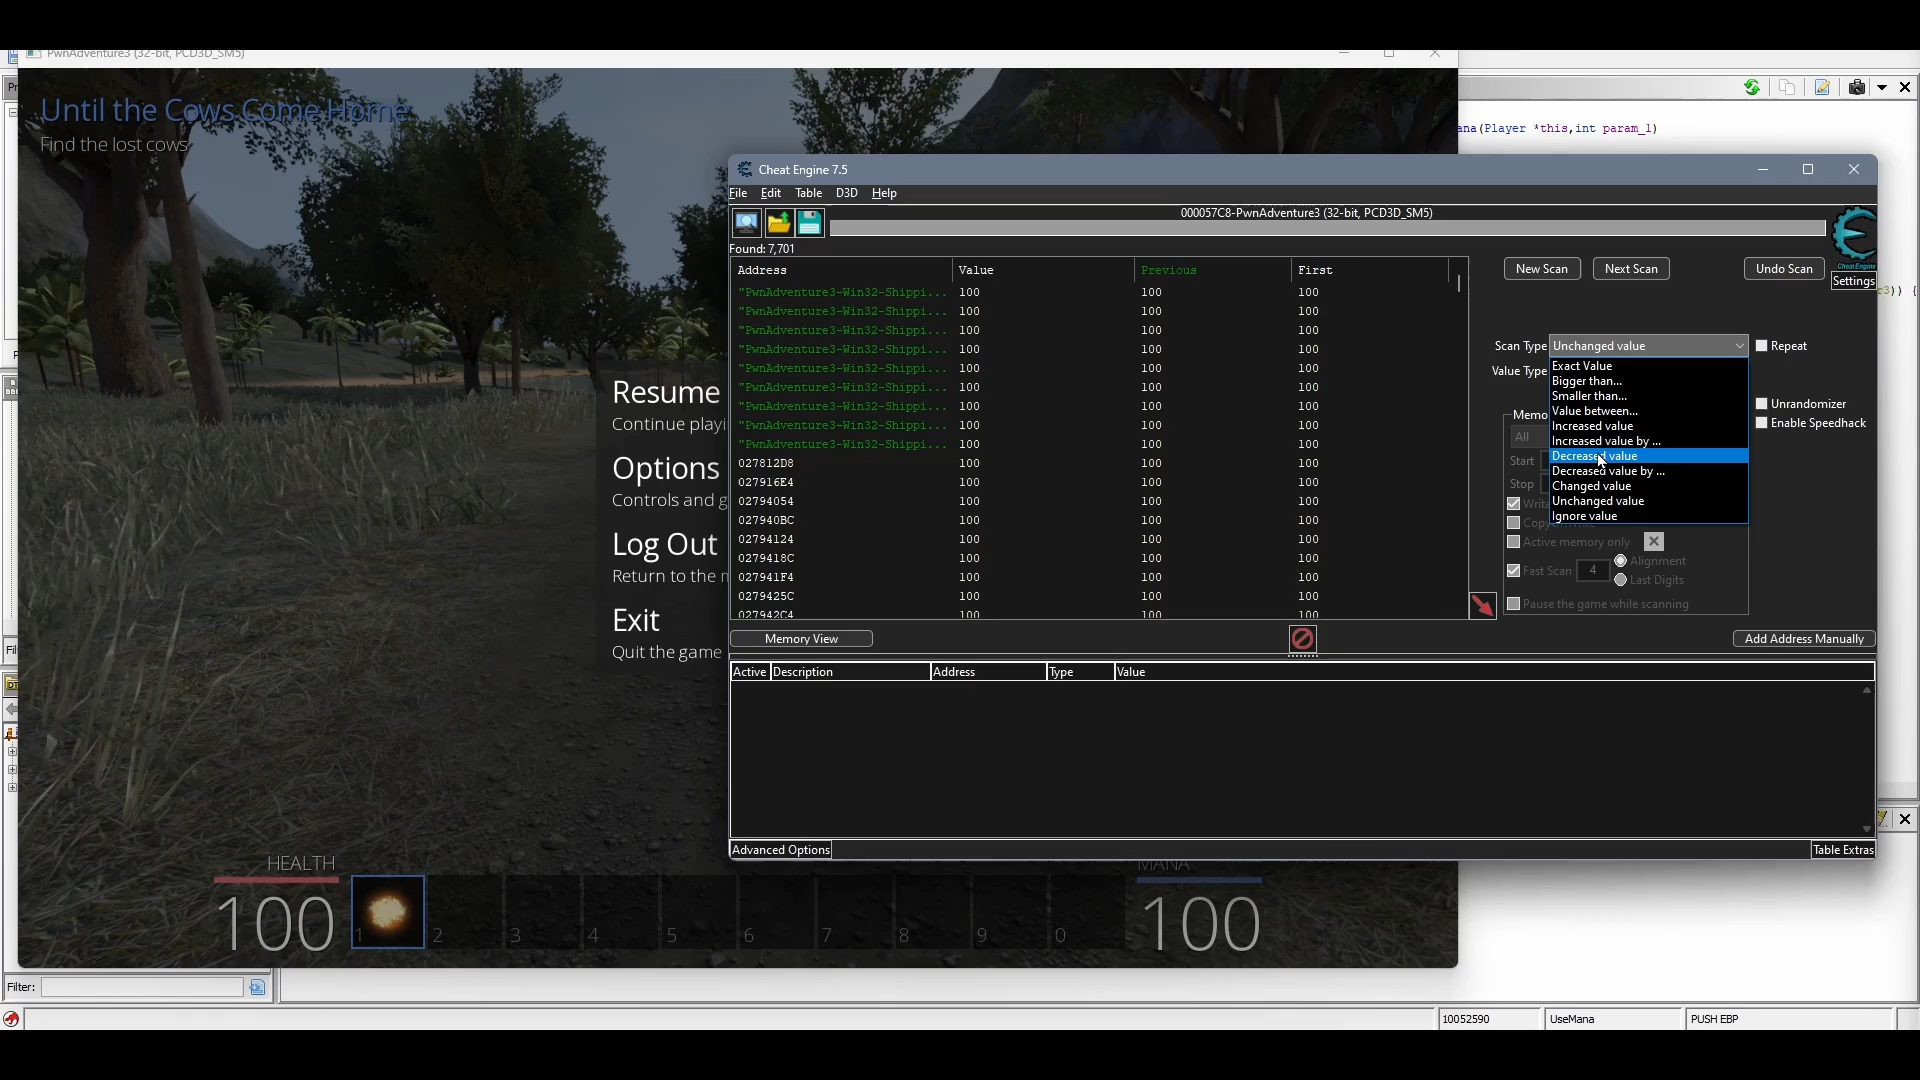 PwnAdventure3 (32-bit, PCD3D_SM5)
Until the Cows Come Home
Find the lost cows
ana(Player *this,int param_1)
Cheat Engine 7.5
File Edit Table D3D Help
000057C8-PwnAdventure3 (32-bit, PCD3D_SM5)
Found: 7,701
Cheat Engine
Settings
Address Value Previous First
"PwnAdventure3-Win32-Shippi... 100 100 100
"PwnAdventure3-Win32-Shippi... 100 100 100
"PwnAdventure3-Win32-Shippi... 100 100 100
"PwnAdventure3-Win32-Shippi... 100 100 100
"PwnAdventure3-Win32-Shippi... 100 100 100
"PwnAdventure3-Win32-Shippi... 100 100 100
"PwnAdventure3-Win32-Shippi... 100 100 100
"PwnAdventure3-Win32-Shippi... 100 100 100
"PwnAdventure3-Win32-Shippi... 100 100 100
027812D8 100 100 100
027916E4 100 100 100
02794054 100 100 100
027940BC 100 100 100
02794124 100 100 100
0279418C 100 100 100
027941F4 100 100 100
0279425C 100 100 100
027942C4 100 100 100
New Scan Next Scan Undo Scan
r3)) {
Scan Type Unchanged value Repeat
Value Type
Exact Value
Bigger than...
Smaller than...
Value between...
Increased value
Increased value by ...
Decreased value
Decreased value by ...
Changed value
Unchanged value
Ignore value
Unrandomizer
Enable Speedhack
Memo
All
Start
Stop
Writ
Active memory only
Fast Scan 4 Alignment
Last Digits
Pause the game while scanning
Resume
Continue playi
Options
Controls and g
Log Out
Return to the m
Exit
Quit the game
Memory View
Add Address Manually
Active Description Address Type Value
Advanced Options
Table Extras
HEALTH
100
1 2 3 4 5 6 7 8 9 0
MANA
100
Filter:
10052590 UseMana PUSH EBP